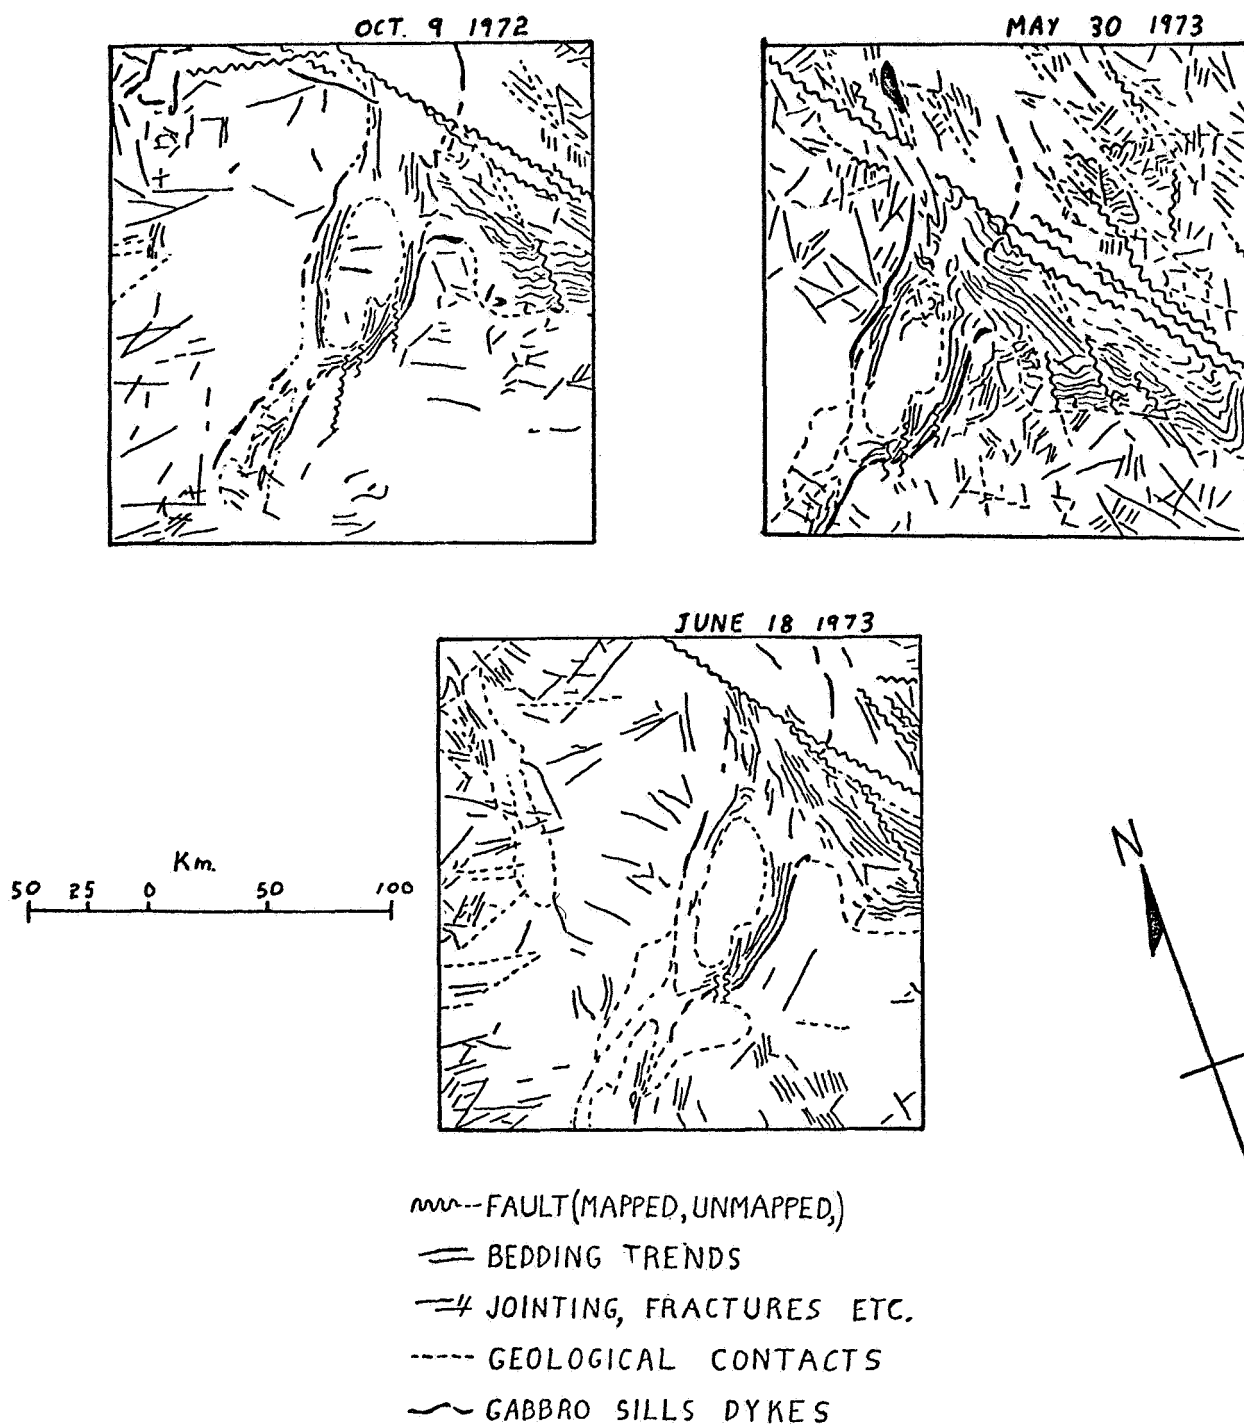 OCT. 9 1972
MAY 30 1973
JUNE 18 1973
Km.
50 25 0 50 100
N
FAULT (MAPPED, UNMAPPED,)
BEDDING TRENDS
JOINTING, FRACTURES ETC.
GEOLOGICAL CONTACTS
GABBRO SILLS DYKES